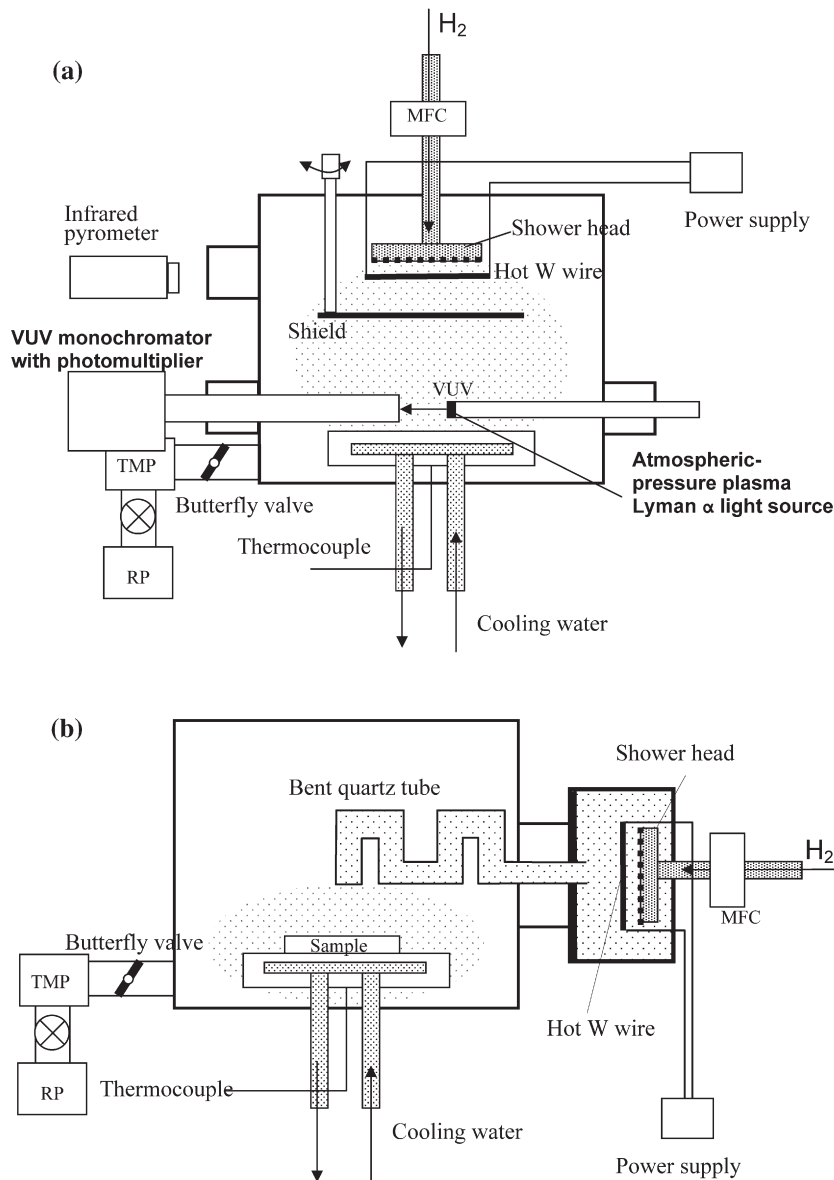 H2
(a)
MFC
Infrared
pyrometer
Power supply
Shower head
Hot W wire
Shield
VUV monochromator
with photomultiplier
VUV
TMP
Atmospheric-
pressure plasma
Lyman α light source
Butterfly valve
Thermocouple
RP
Cooling water
(b)
Shower head
Bent quartz tube
H2
MFC
Butterfly valve
Sample
TMP
Hot W wire
RP
Thermocouple
Cooling water
Power supply